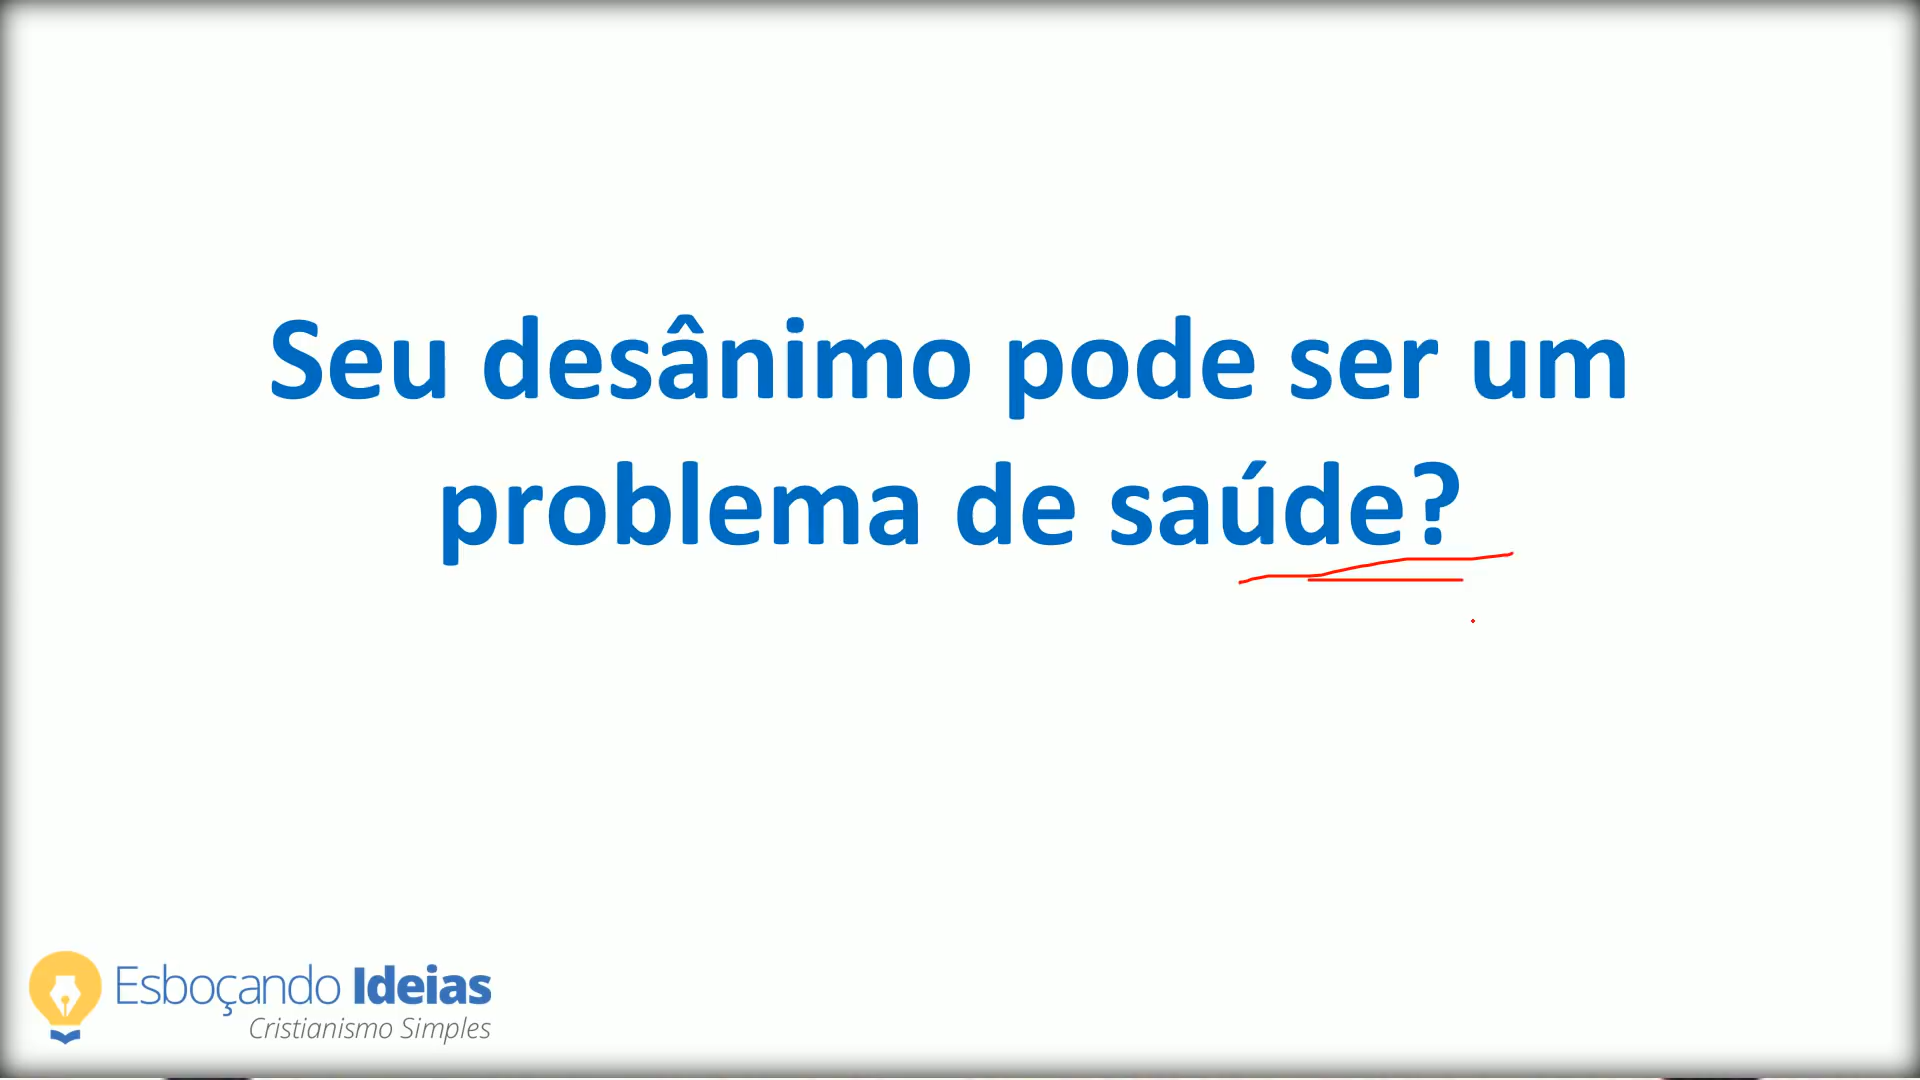 Seu desânimo pode ser um
problema de saúde?
Esboçando Ideias
Cristianismo Simples